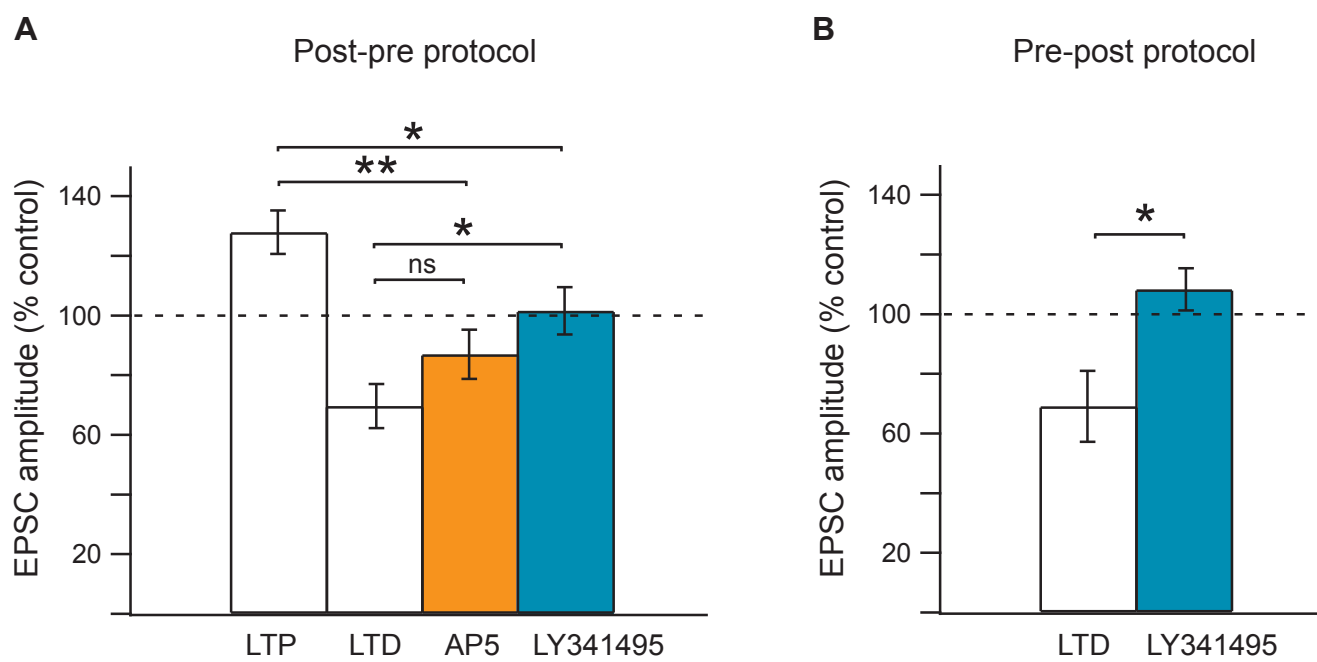 A
Post-pre protocol
EPSC amplitude (% control)
140
100
60
20
*
**
*
ns
LTP LTD AP5 LY341495
B
Pre-post protocol
EPSC amplitude (% control)
140
100
60
20
*
LTD LY341495